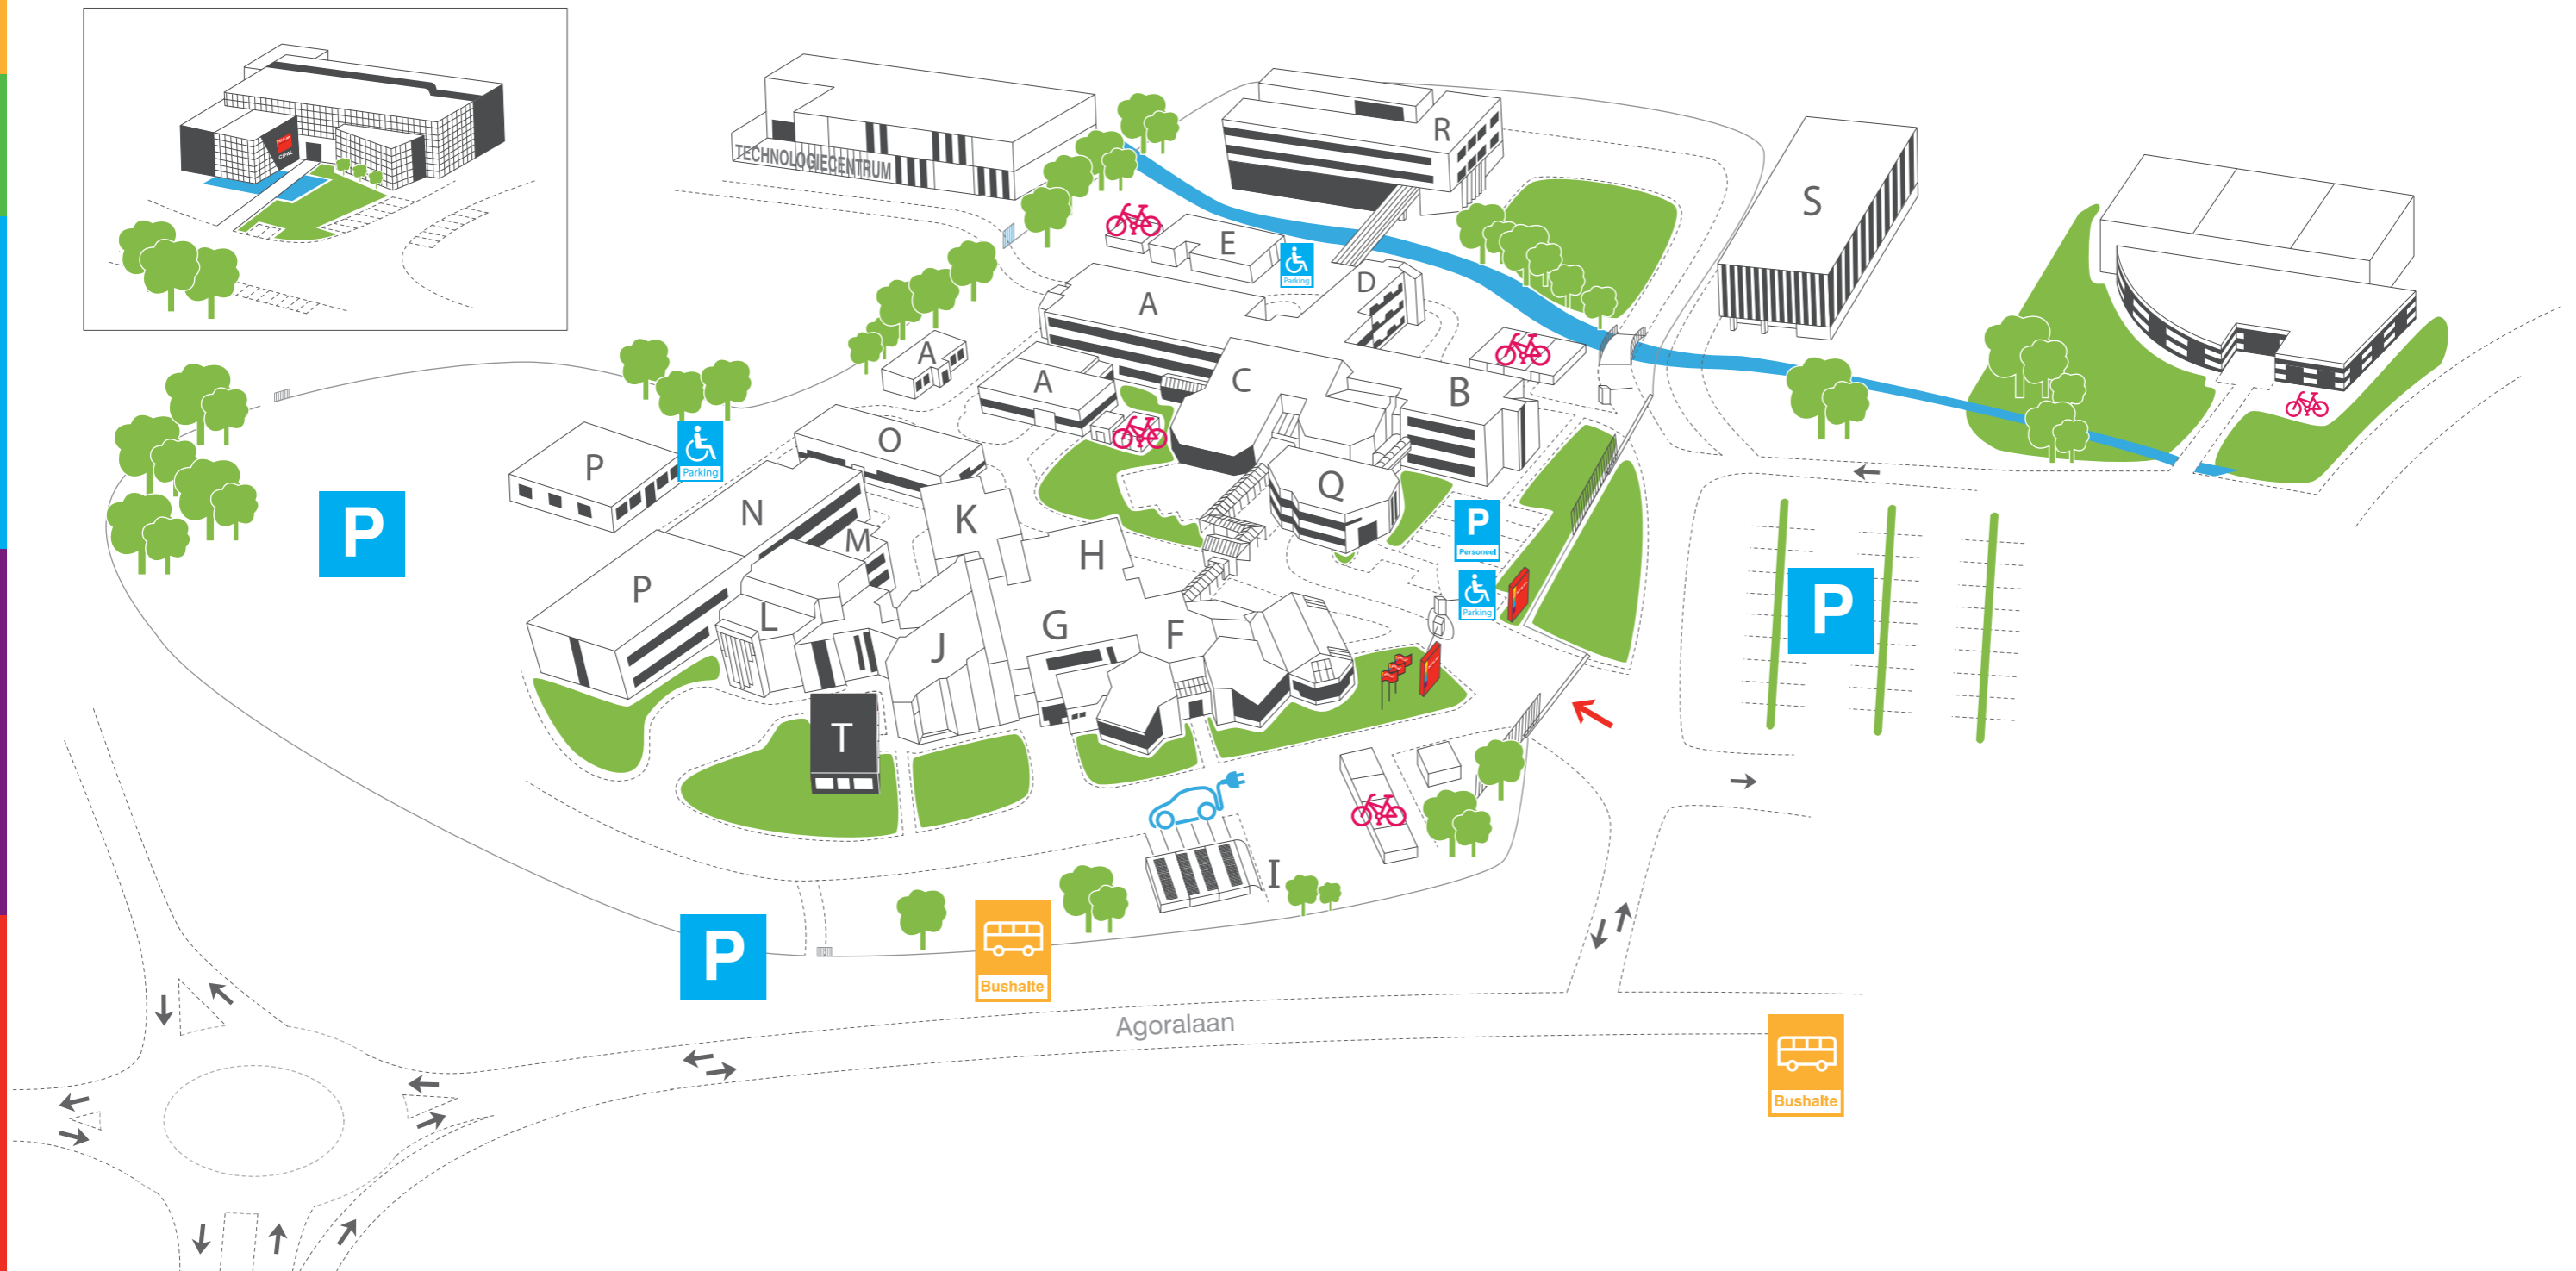 TECHNOLOGIECENTRUM
R
S
E
D
A
A
A
C
B
O
P
Parking
Parking
Q
N
K
M
H
P
Personeel
P
P
Parking
P
L
G
F
J
P
T
I
P
Bushalte
Agoralaan
Bushalte